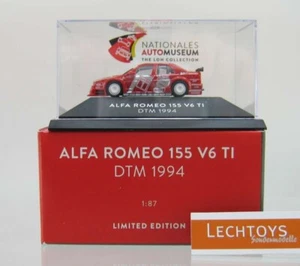 NATIONALES
AUTOMUSEUM
THE LOH COLLECTION
ALFA ROMEO 155 V6 TI
DTM 1994
ALFA ROMEO 155 V6 TI
DTM 1994
1:87
LIMITED EDITION
LECHTOYS
Sondermodelle